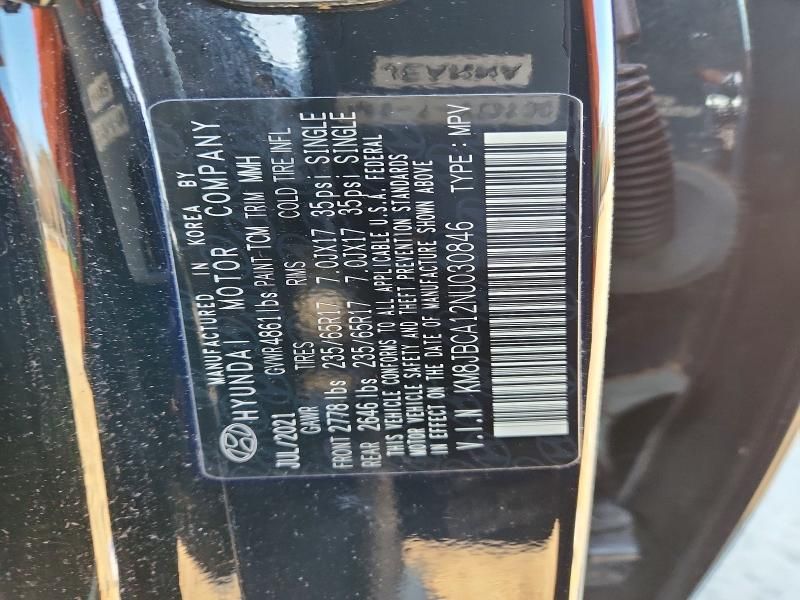 MANUFACTURED IN KOREA BY
HYUNDAI MOTOR COMPANY
JUL/2021 GVWR4861 lbs PAINT-TCM TRIM WMH
GAWR TIRES RIMS COLD TIRE INFL
FRONT 2778 lbs 235/65R17 7.0JX17 35psi SINGLE
REAR 2646 lbs 235/65R17 7.0JX17 35psi SINGLE
THIS VEHICLE CONFORMS TO ALL APPLICABLE U.S.A. FEDERAL
MOTOR VEHICLE SAFETY AND THEFT PREVENTION STANDARDS
IN EFFECT ON THE DATE OF MANUFACTURE SHOWN ABOVE
V.I.N : KM8JBCA12NU030846 TYPE : MPV